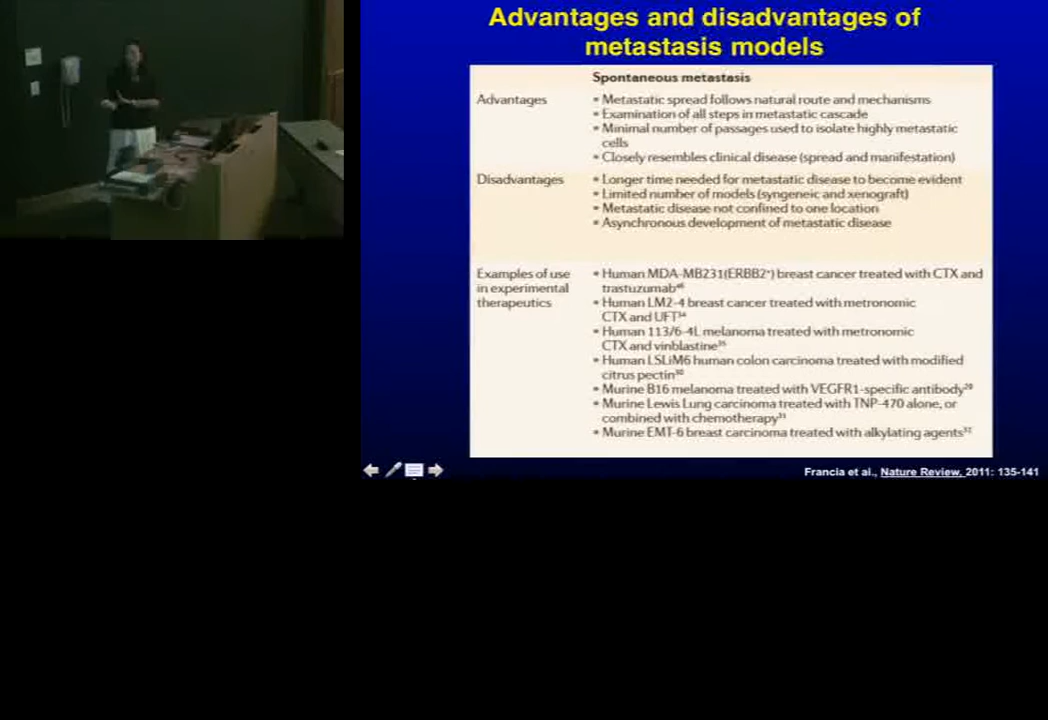 Advantages and disadvantages of
metastasis models
Spontaneous metastasis
Advantages
• Metastatic spread follows natural route and mechanisms
• Examination of all steps in metastatic cascade
• Minimal number of passages used to isolate highly metastatic
cells
• Closely resembles clinical disease (spread and manifestation)
Disadvantages
• Longer time needed for metastatic disease to become evident
• Limited number of models (syngeneic and xenograft)
• Metastatic disease not confined to one location
• Asynchronous development of metastatic disease
Examples of use
in experimental
therapeutics
• Human MDA-MB231(ERBB2⁺) breast cancer treated with CTX and
trastuzumab
• Human LM2-4 breast cancer treated with metronomic
CTX and UFT
• Human 113/6-4L melanoma treated with metronomic
CTX and vinblastine
• Human LSLiM6 human colon carcinoma treated with modified
citrus pectin
• Murine B16 melanoma treated with VEGFR1-specific antibody
• Murine Lewis Lung carcinoma treated with TNP-470 alone, or
combined with chemotherapy
• Murine EMT-6 breast carcinoma treated with alkylating agents
Francia et al., Nature Review, 2011: 135-141